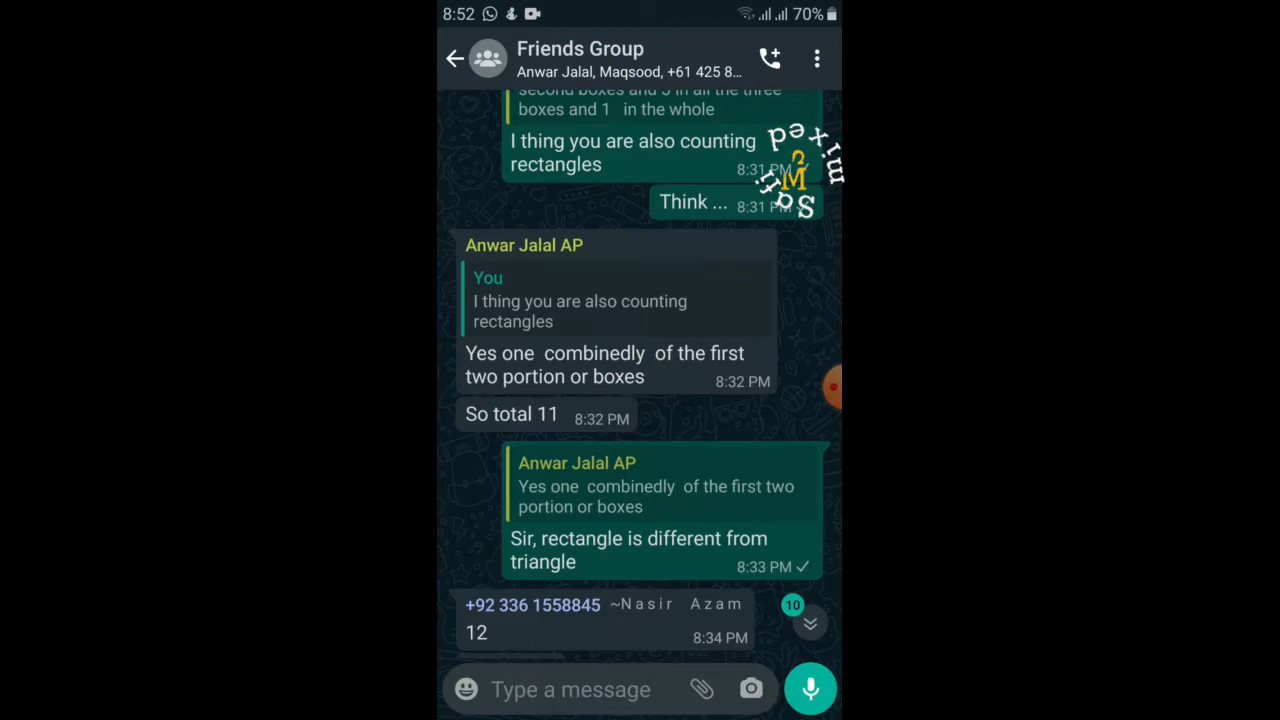 8:52 70%
Friends Group
Anwar Jalal, Maqsood, +61 425 8...
second boxes and 5 in all the three
boxes and 1 in the whole
I thing you are also counting
rectangles
8:31 PM
mixed
Safi
M
Think ... 8:31 PM
Anwar Jalal AP
You
I thing you are also counting
rectangles
Yes one combinedly of the first
two portion or boxes 8:32 PM
So total 11 8:32 PM
Anwar Jalal AP
Yes one combinedly of the first two
portion or boxes
Sir, rectangle is different from
triangle 8:33 PM
+92 336 1558845 ~Nasir Azam
12 8:34 PM
10
Type a message